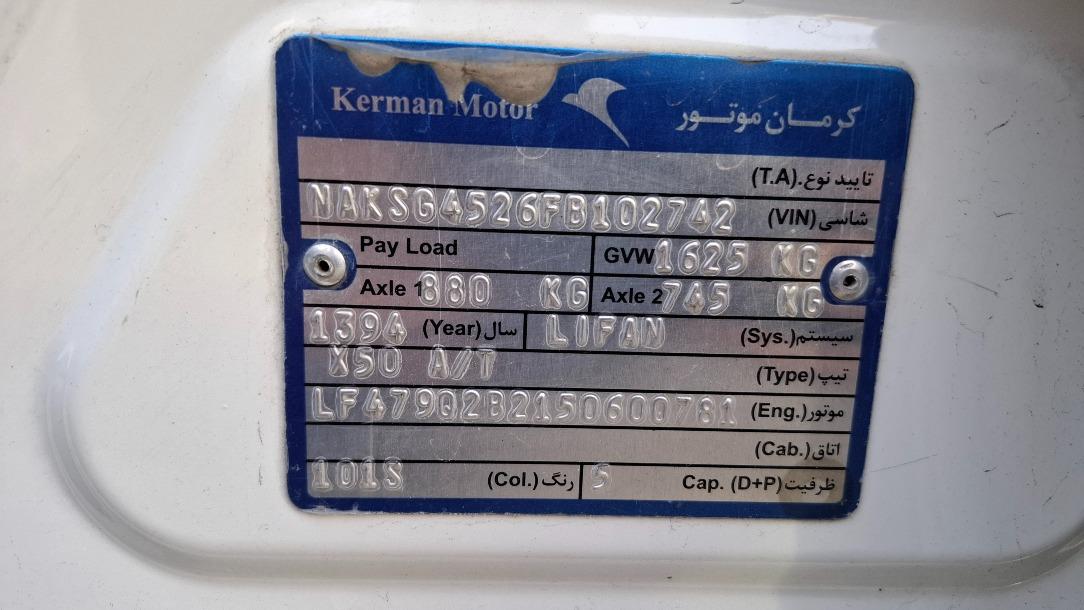 Kerman Motor کرمـــان موتـــور
تایید نوع.(T.A)
NAKSG4526FB102742 شاسی(VIN)
Pay Load GVW 1625 KG
Axle 1 880 KG Axle 2 745 KG
1394 سال(Year) LIFAN سیستم(Sys.)
X50 A/T تیپ(Type)
LF479Q2B2150600781 موتور(Eng.)
اتاق(Cab.)
101S رنگ(Col.) 5 Cap. (D+P)ظرفیت